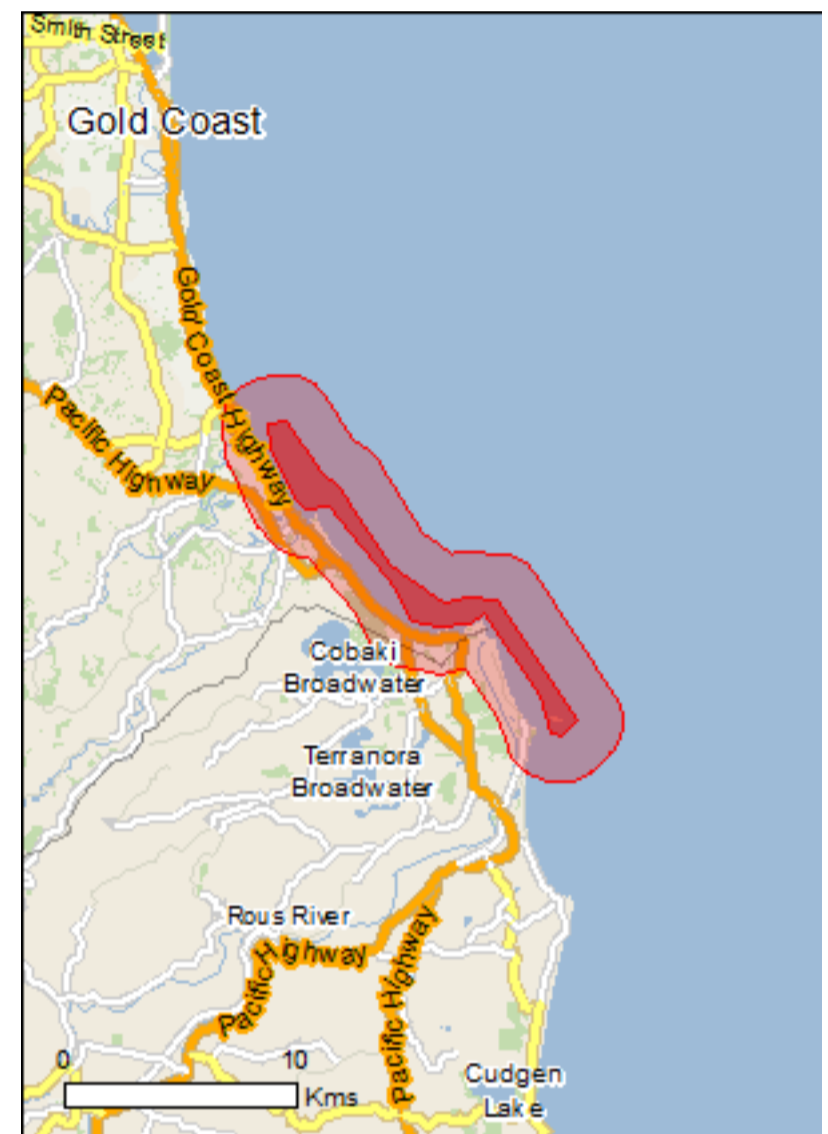 Smith Street
Gold Coast
Gold Coast Highway
Pacific Highway
Cobaki
Broadwater
Terranora
Broadwater
Rous River
Pacific Highway
Pacific Highway
0 10
Kms
Cudgen
Lake